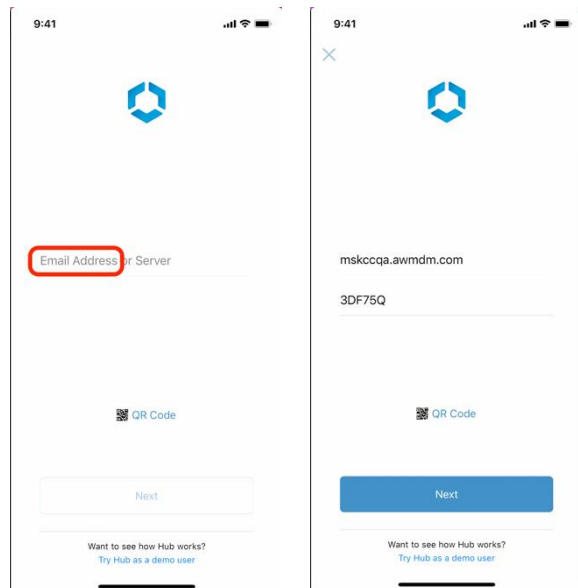 9:41
Email Address or Server
QR Code
Next
Want to see how Hub works?
Try Hub as a demo user
9:41
mskccqa.awmdm.com
3DF75Q
QR Code
Next
Want to see how Hub works?
Try Hub as a demo user